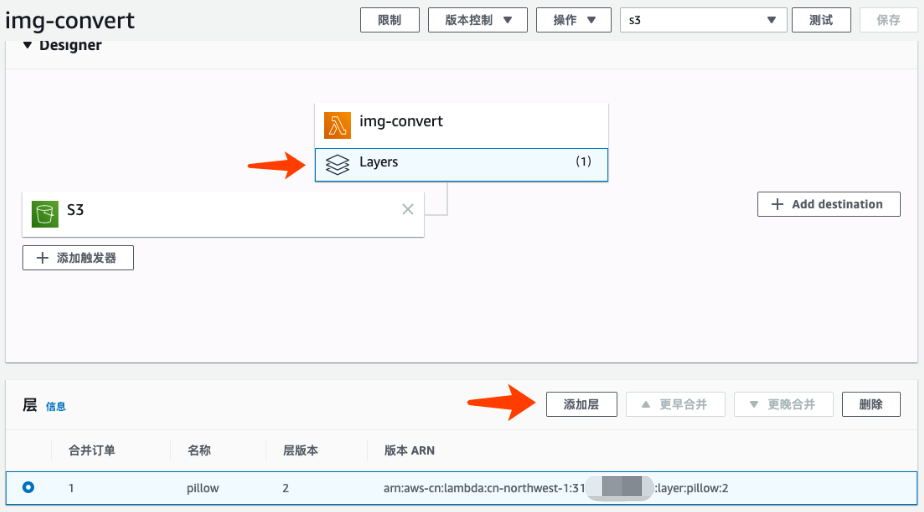 img-convert
限制
版本控制
操作
s3
测试
保存
Designer
img-convert
Layers
(1)
S3
Add destination
添加触发器
层 信息
添加层
更早合并
更晚合并
删除
合并订单 名称 层版本 版本 ARN
1 pillow 2 arn:aws-cn:lambda:cn-northwest-1:31 :layer:pillow:2